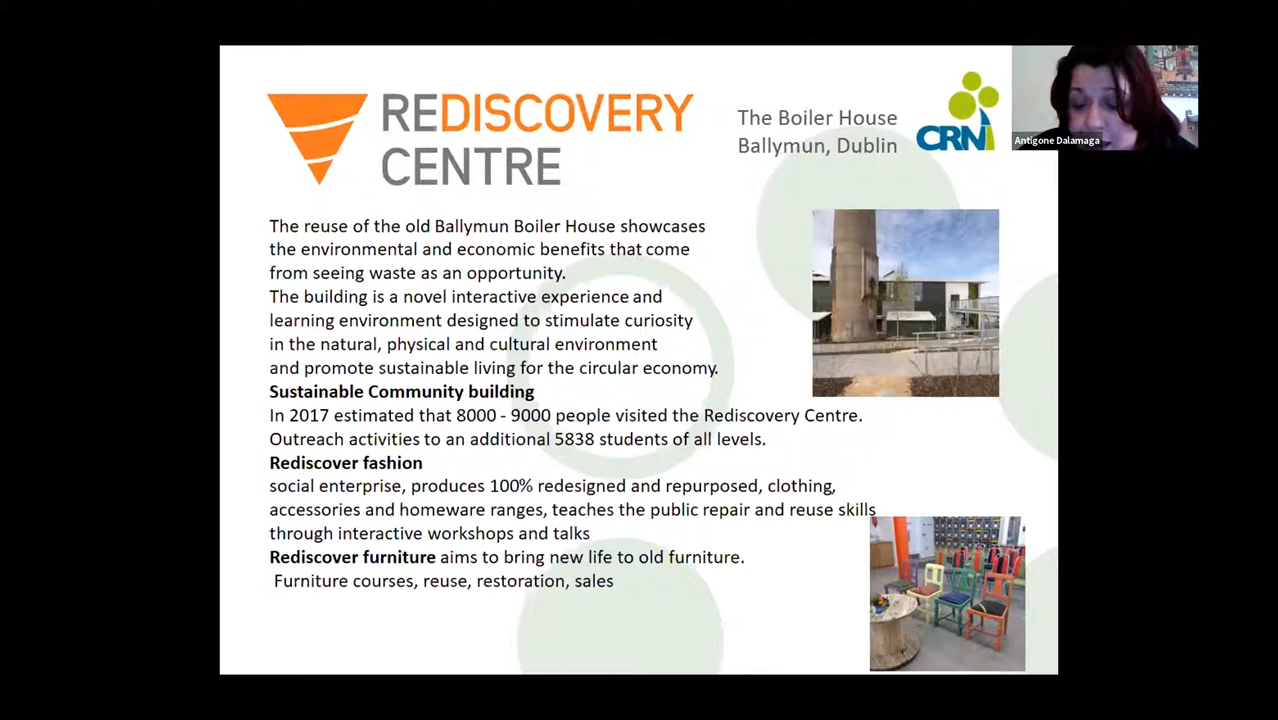 REDISCOVERY
CENTRE
The Boiler House
Ballymun, Dublin
CRNI
Antigone Dalamaga
The reuse of the old Ballymun Boiler House showcases
the environmental and economic benefits that come
from seeing waste as an opportunity.
The building is a novel interactive experience and
learning environment designed to stimulate curiosity
in the natural, physical and cultural environment
and promote sustainable living for the circular economy.
Sustainable Community building
In 2017 estimated that 8000 - 9000 people visited the Rediscovery Centre.
Outreach activities to an additional 5838 students of all levels.
Rediscover fashion
social enterprise, produces 100% redesigned and repurposed, clothing,
accessories and homeware ranges, teaches the public repair and reuse skills
through interactive workshops and talks
Rediscover furniture aims to bring new life to old furniture.
Furniture courses, reuse, restoration, sales